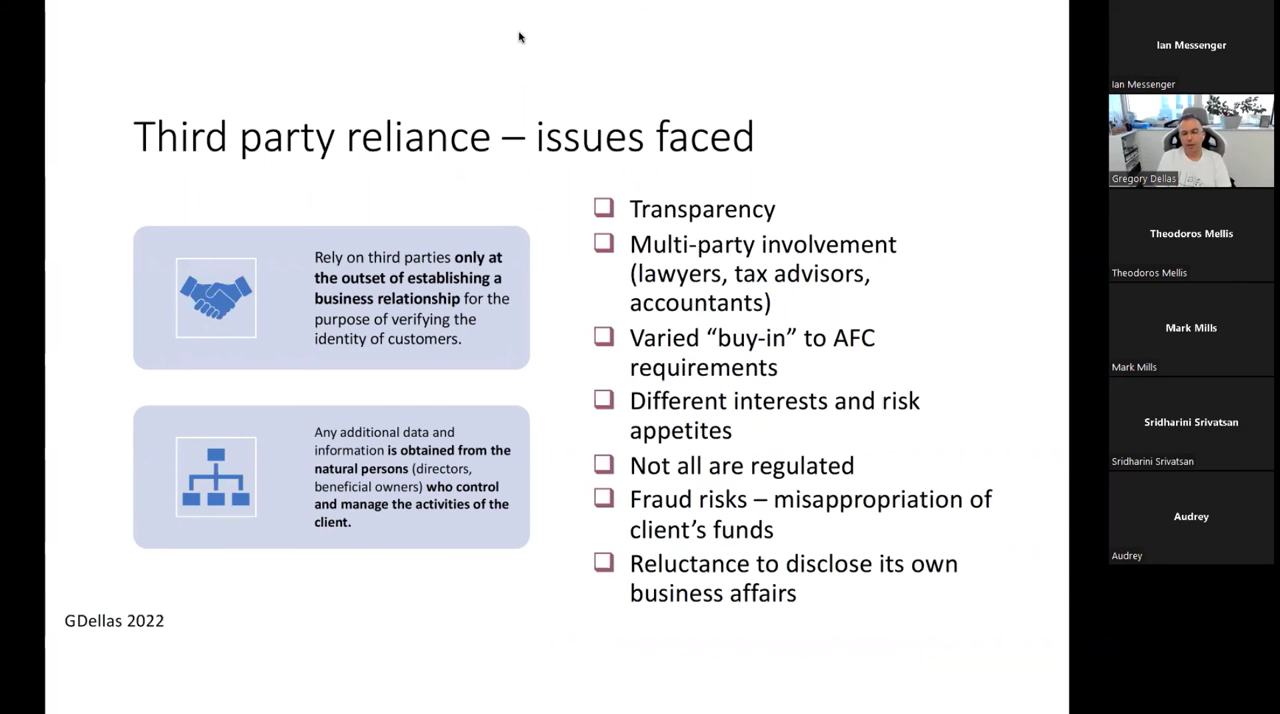 Third party reliance – issues faced
Rely on third parties only at
the outset of establishing a
business relationship for the
purpose of verifying the
identity of customers.
Any additional data and
information is obtained from the
natural persons (directors,
beneficial owners) who control
and manage the activities of the
client.
Transparency
Multi-party involvement
(lawyers, tax advisors,
accountants)
Varied “buy-in” to AFC
requirements
Different interests and risk
appetites
Not all are regulated
Fraud risks – misappropriation of
client’s funds
Reluctance to disclose its own
business affairs
GDellas 2022
Ian Messenger
Ian Messenger
Gregory Dellas
Theodoros Mellis
Theodoros Mellis
Mark Mills
Mark Mills
Sridharini Srivatsan
Sridharini Srivatsan
Audrey
Audrey